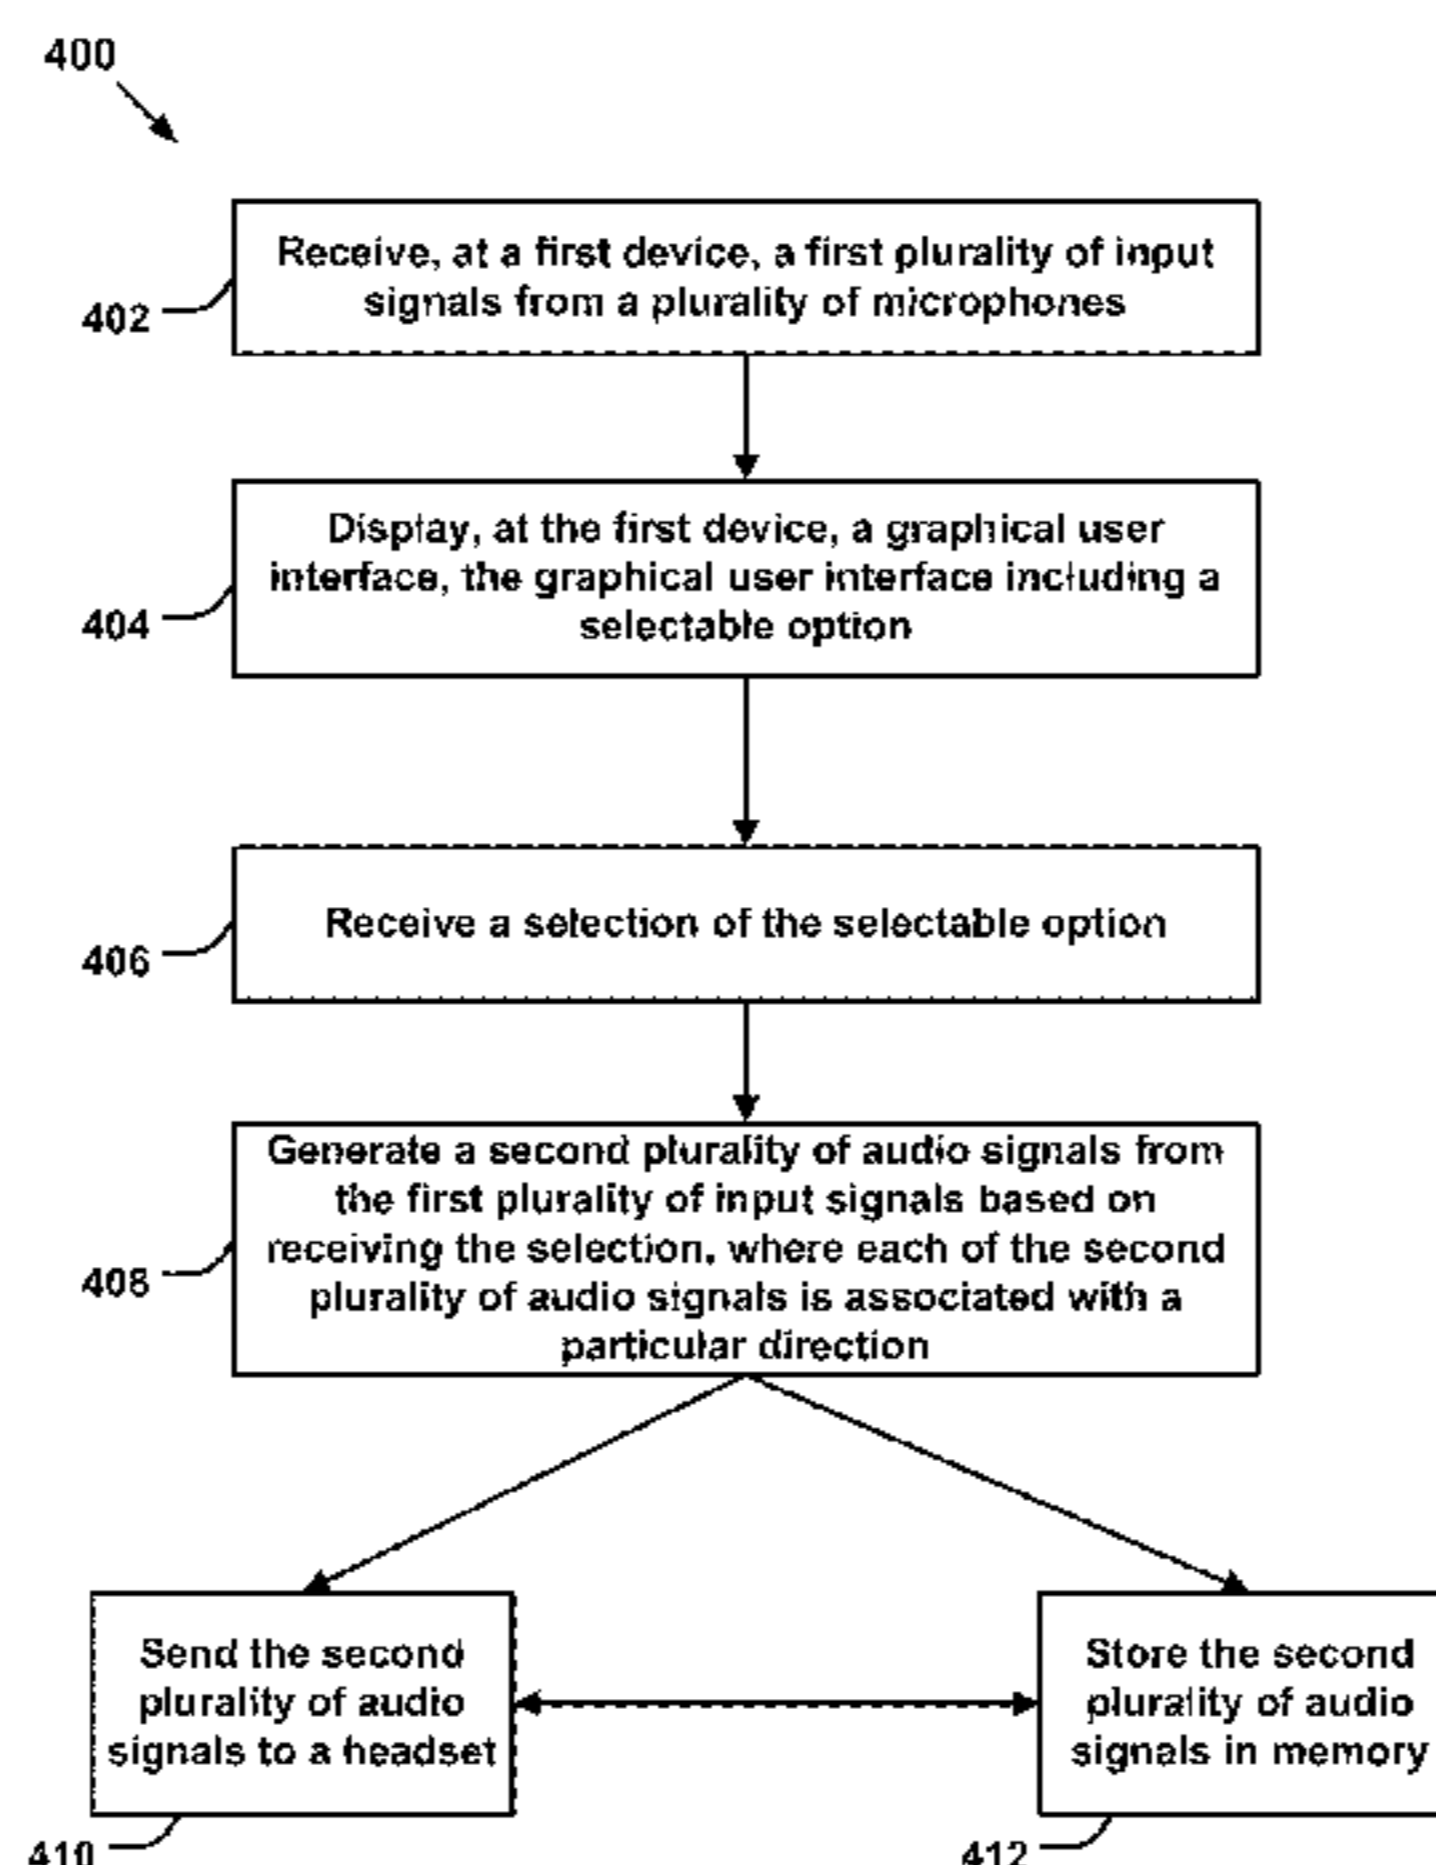 400
Receive, at a first device, a first plurality of input
signals from a plurality of microphones
402
Display, at the first device, a graphical user
interface, the graphical user interface including a
selectable option
404
Receive a selection of the selectable option
406
Generate a second plurality of audio signals from
the first plurality of input signals based on
receiving the selection, where each of the second
plurality of audio signals is associated with a
particular direction
408
Send the second
plurality of audio
signals to a headset
410
Store the second
plurality of audio
signals in memory
412